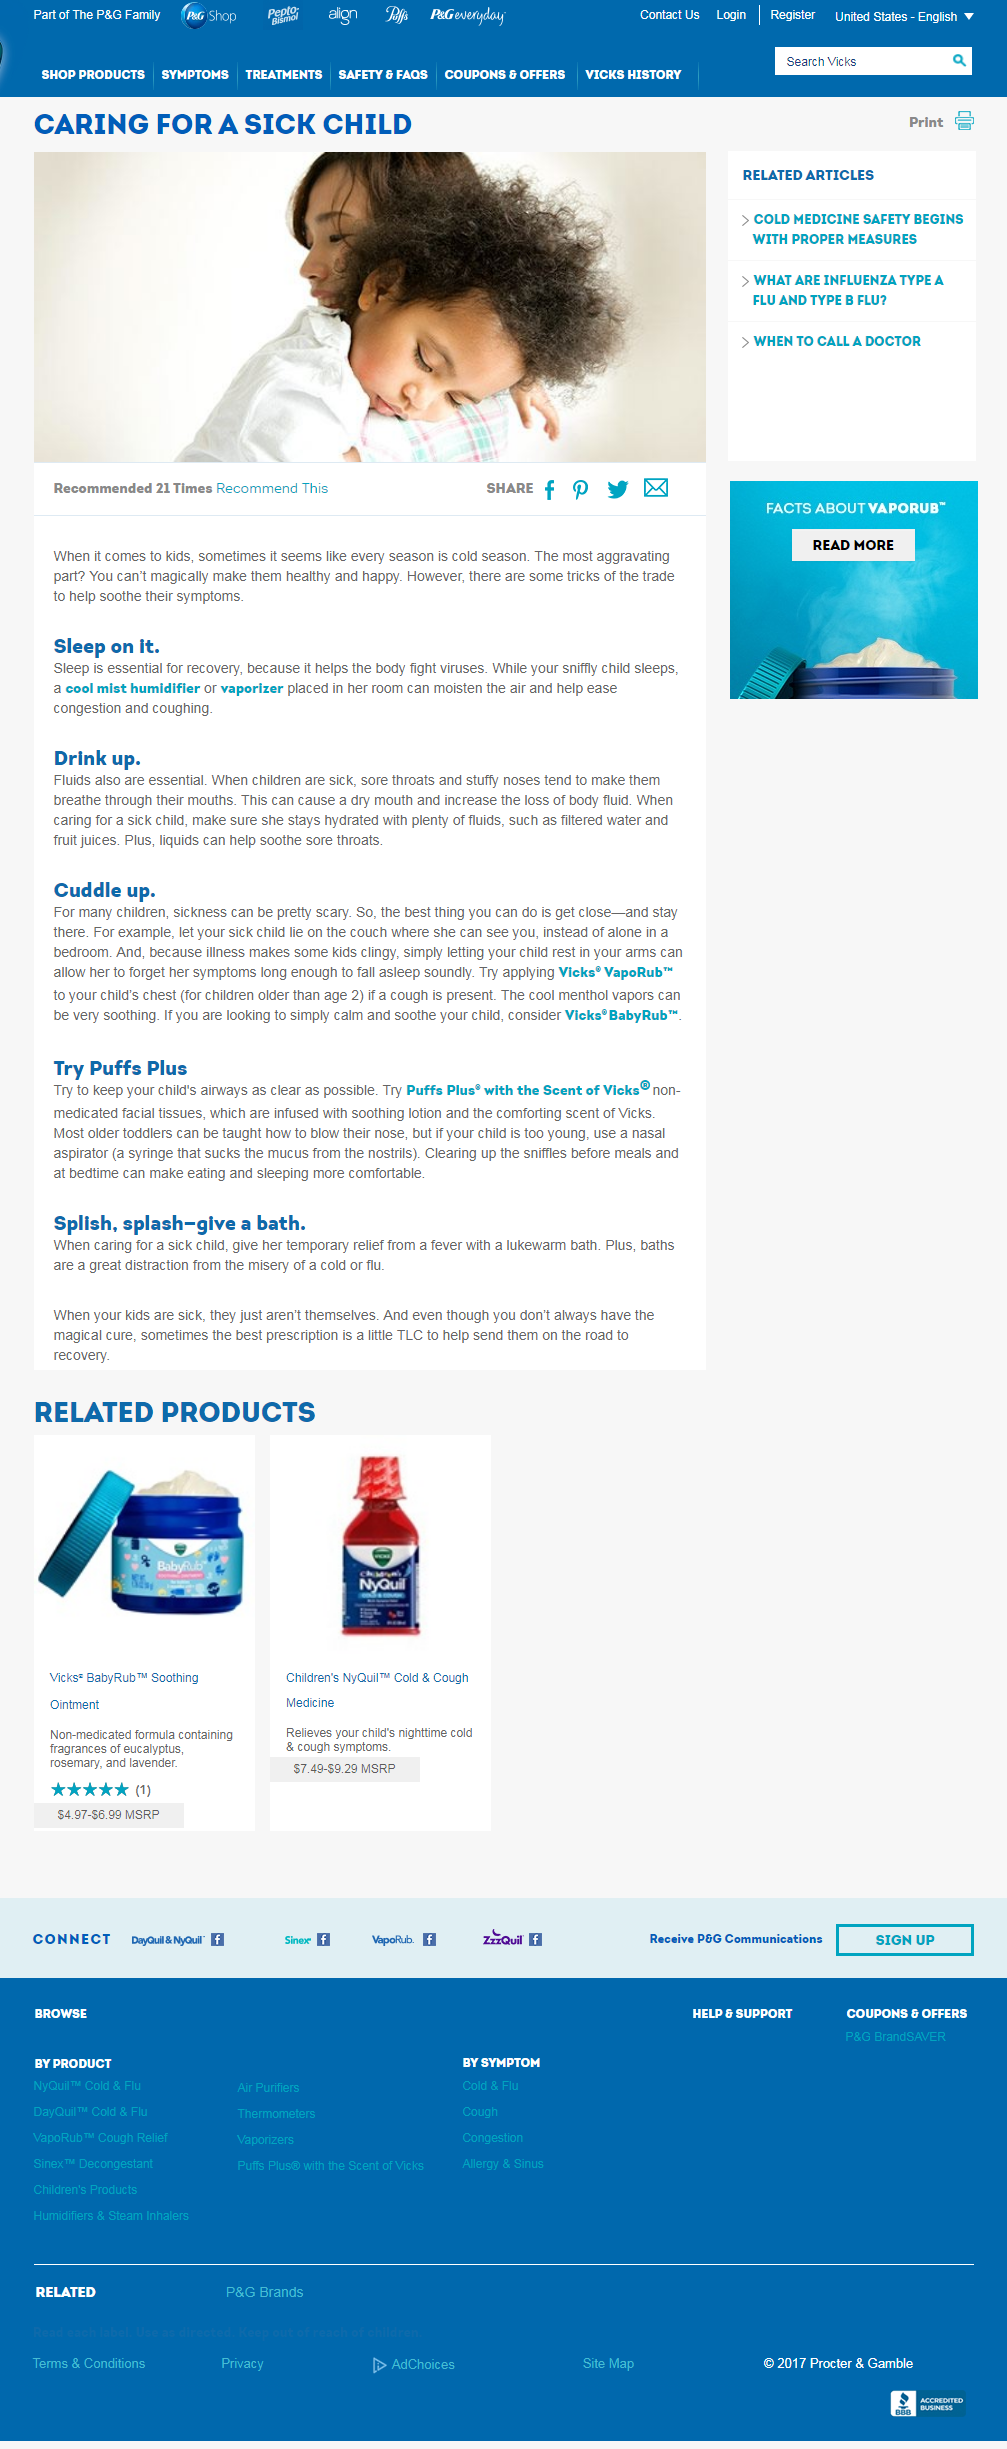 Part of The P&G Family P&G Shop Pepto Bismol align Puffs P&G everyday Contact Us Login Register United States - English
SHOP PRODUCTS SYMPTOMS TREATMENTS SAFETY & FAQS COUPONS & OFFERS VICKS HISTORY Search Vicks
CARING FOR A SICK CHILD
Print
RELATED ARTICLES
COLD MEDICINE SAFETY BEGINS
WITH PROPER MEASURES
WHAT ARE INFLUENZA TYPE A
FLU AND TYPE B FLU?
WHEN TO CALL A DOCTOR
FACTS ABOUT VAPORUB™
READ MORE
Recommended 21 Times Recommend This SHARE
When it comes to kids, sometimes it seems like every season is cold season. The most aggravating
part? You can’t magically make them healthy and happy. However, there are some tricks of the trade
to help soothe their symptoms.
Sleep on it.
Sleep is essential for recovery, because it helps the body fight viruses. While your sniffly child sleeps,
a cool mist humidifier or vaporizer placed in her room can moisten the air and help ease
congestion and coughing.
Drink up.
Fluids also are essential. When children are sick, sore throats and stuffy noses tend to make them
breathe through their mouths. This can cause a dry mouth and increase the loss of body fluid. When
caring for a sick child, make sure she stays hydrated with plenty of fluids, such as filtered water and
fruit juices. Plus, liquids can help soothe sore throats.
Cuddle up.
For many children, sickness can be pretty scary. So, the best thing you can do is get close—and stay
there. For example, let your sick child lie on the couch where she can see you, instead of alone in a
bedroom. And, because illness makes some kids clingy, simply letting your child rest in your arms can
allow her to forget her symptoms long enough to fall asleep soundly. Try applying Vicks® VapoRub™
to your child’s chest (for children older than age 2) if a cough is present. The cool menthol vapors can
be very soothing. If you are looking to simply calm and soothe your child, consider Vicks® BabyRub™.
Try Puffs Plus
Try to keep your child's airways as clear as possible. Try Puffs Plus® with the Scent of Vicks® non-
medicated facial tissues, which are infused with soothing lotion and the comforting scent of Vicks.
Most older toddlers can be taught how to blow their nose, but if your child is too young, use a nasal
aspirator (a syringe that sucks the mucus from the nostrils). Clearing up the sniffles before meals and
at bedtime can make eating and sleeping more comfortable.
Splish, splash—give a bath.
When caring for a sick child, give her temporary relief from a fever with a lukewarm bath. Plus, baths
are a great distraction from the misery of a cold or flu.
When your kids are sick, they just aren’t themselves. And even though you don’t always have the
magical cure, sometimes the best prescription is a little TLC to help send them on the road to
recovery.
RELATED PRODUCTS
VICKS
BabyRub™
Vicks® BabyRub™ Soothing
Ointment
Non-medicated formula containing
fragrances of eucalyptus,
rosemary, and lavender.
(1)
$4.97-$6.99 MSRP
VICKS
Children's
NyQuil
COLD & COUGH
Children's NyQuil™ Cold & Cough
Medicine
Relieves your child's nighttime cold
& cough symptoms.
$7.49-$9.29 MSRP
CONNECT DayQuil & NyQuil™ Sinex® VapoRub. ZzzQuil™ Receive P&G Communications SIGN UP
BROWSE HELP & SUPPORT COUPONS & OFFERS
P&G BrandSAVER
BY PRODUCT
NyQuil™ Cold & Flu
DayQuil™ Cold & Flu
VapoRub™ Cough Relief
Sinex™ Decongestant
Children's Products
Humidifiers & Steam Inhalers
Air Purifiers
Thermometers
Vaporizers
Puffs Plus® with the Scent of Vicks
BY SYMPTOM
Cold & Flu
Cough
Congestion
Allergy & Sinus
RELATED P&G Brands
Terms & Conditions Privacy AdChoices Site Map © 2017 Procter & Gamble
BBB ACCREDITED
BUSINESS